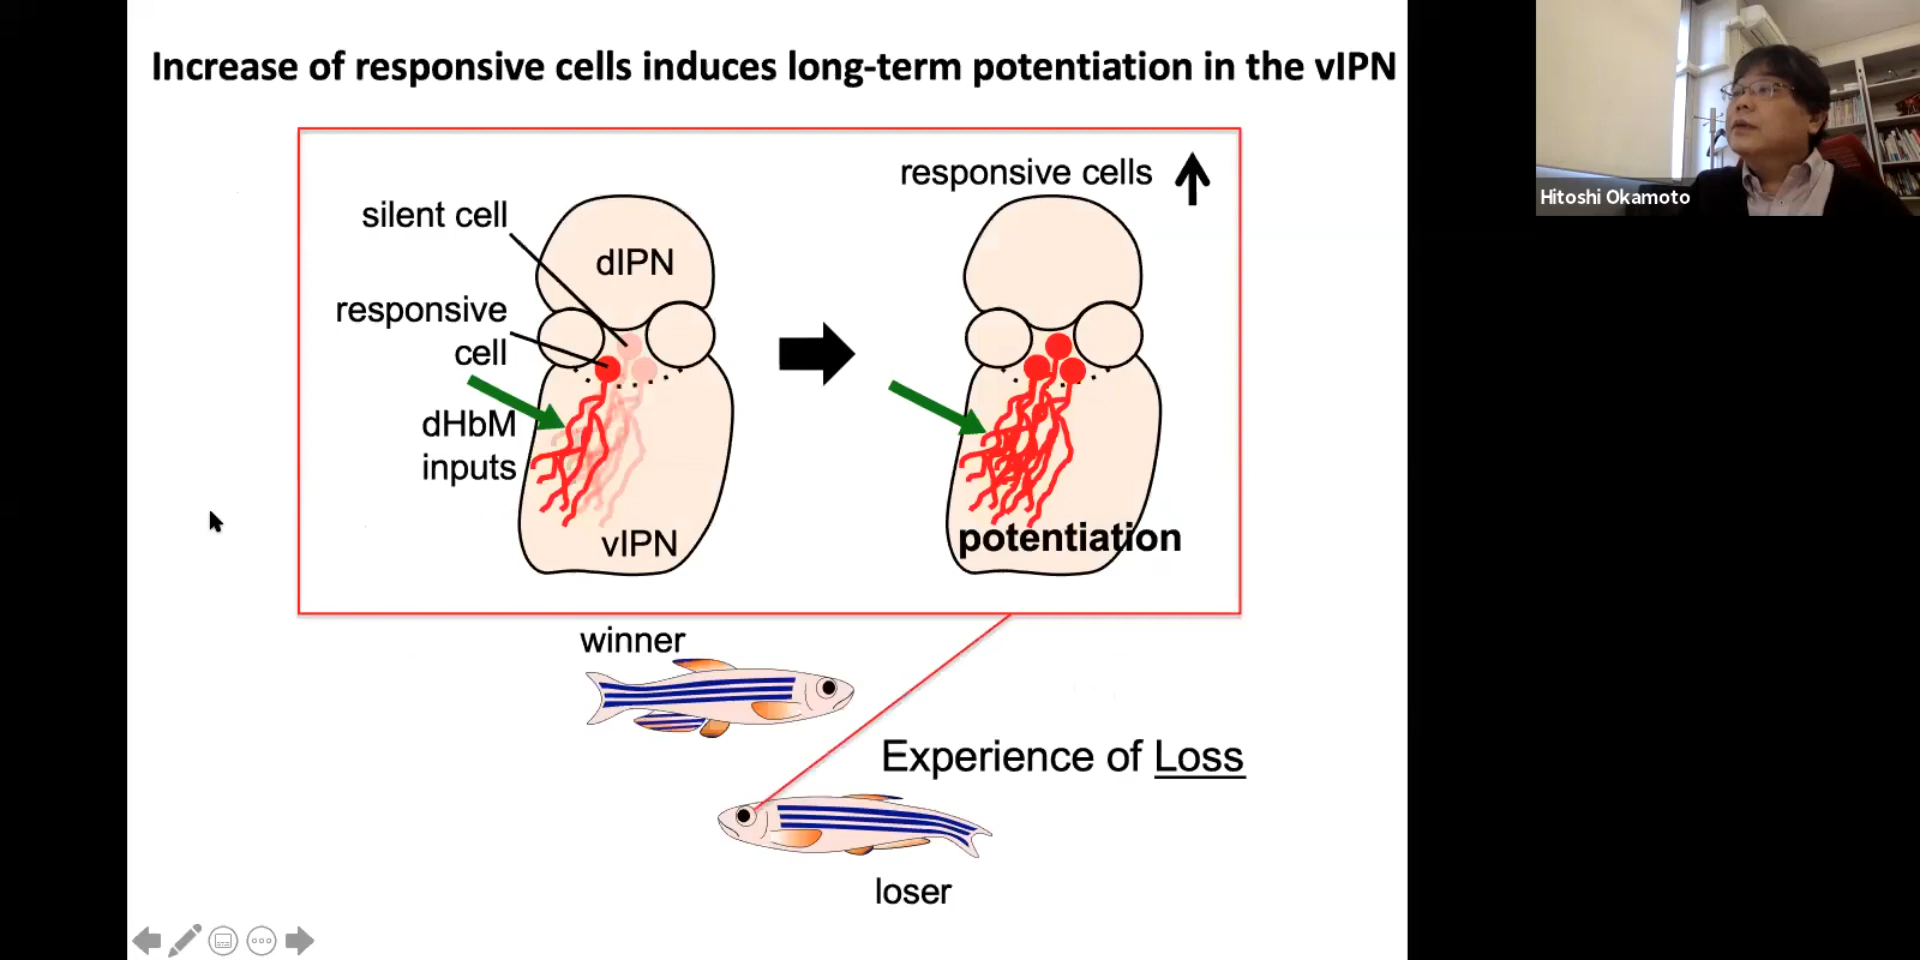 Increase of responsive cells induces long-term potentiation in the vIPN
Hitoshi Okamoto
silent cell
responsive
cell
dHbM
inputs
dIPN
vIPN
responsive cells
potentiation
winner
Experience of Loss
loser